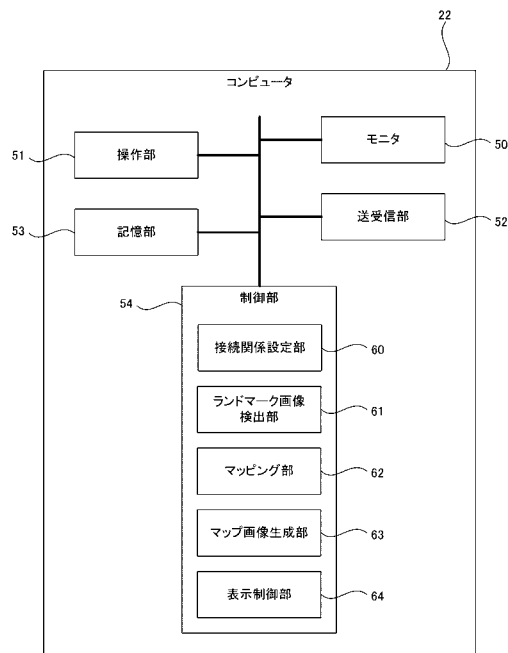 22
コンピュータ
51
操作部
モニタ
50
53
記憶部
送受信部
52
54
制御部
接続関係設定部
60
ランドマーク画像
検出部
61
マッピング部
62
マップ画像生成部
63
表示制御部
64